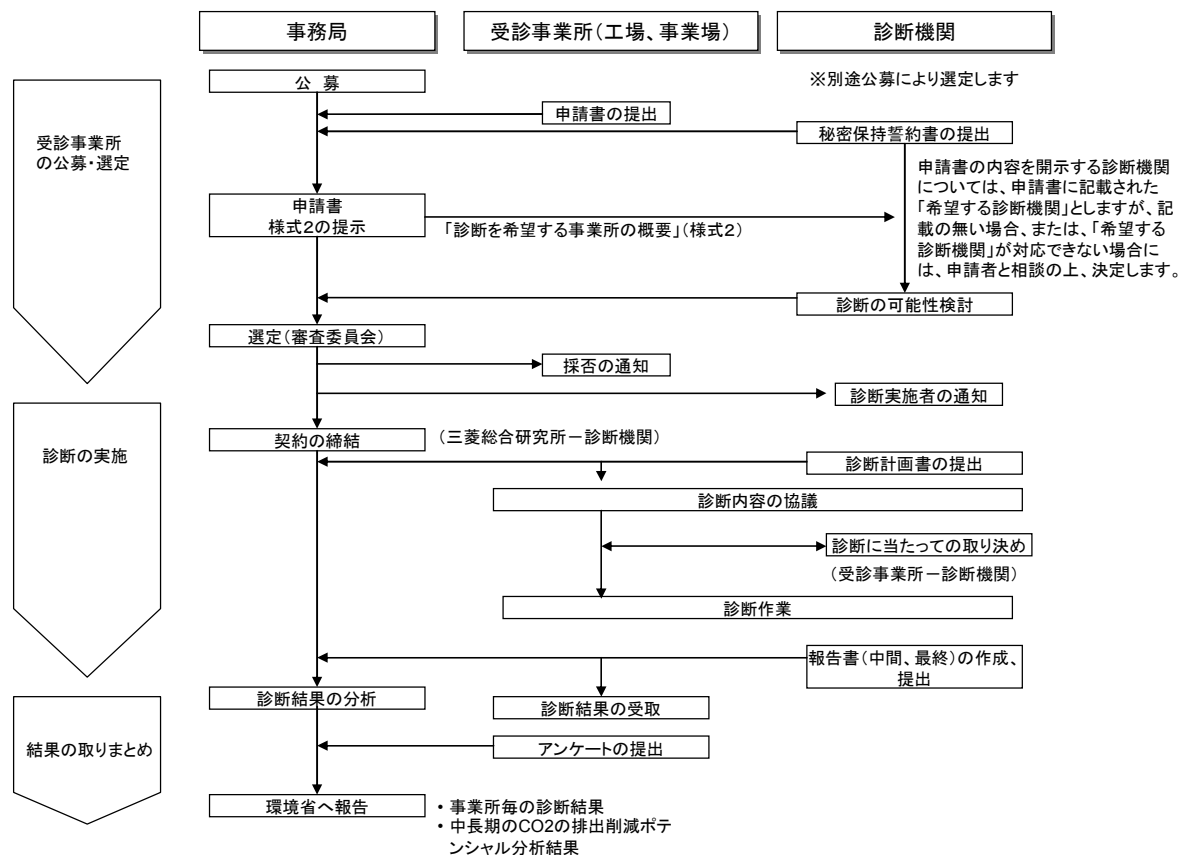 事務局
受診事業所(工場、事業場)
診断機関
公 募
※別途公募により選定します
申請書の提出
秘密保持誓約書の提出
受診事業所
の公募・選定
申請書の内容を開示する診断機関
については、申請書に記載された
「希望する診断機関」としますが、記
載の無い場合、または、「希望する
診断機関」が対応できない場合に
は、申請者と相談の上、決定します。
申請書
様式2の提示
「診断を希望する事業所の概要」(様式2)
診断の可能性検討
選定(審査委員会)
採否の通知
診断実施者の通知
診断の実施
契約の締結
(三菱総合研究所-診断機関)
診断計画書の提出
診断内容の協議
診断に当たっての取り決め
(受診事業所-診断機関)
診断作業
報告書(中間、最終)の作成、
提出
診断結果の分析
診断結果の受取
結果の取りまとめ
アンケートの提出
環境省へ報告
・ 事業所毎の診断結果
・ 中長期のCO2の排出削減ポテ
ンシャル分析結果